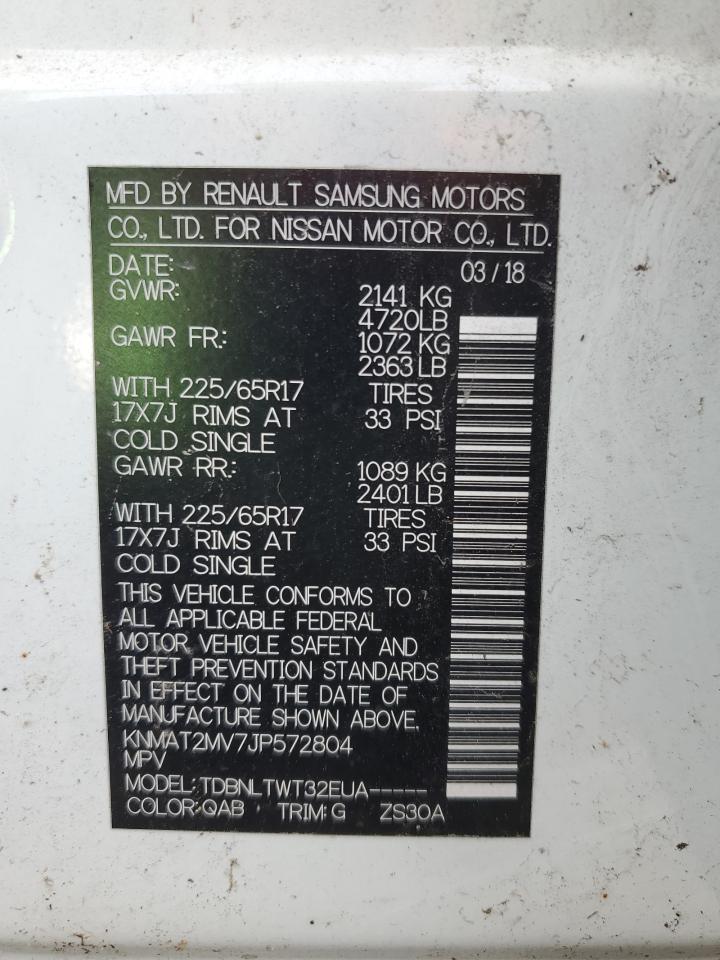 MFD BY RENAULT SAMSUNG MOTORS
CO., LTD. FOR NISSAN MOTOR CO., LTD.
DATE: 03/18
GVWR: 2141 KG
4720LB
GAWR FR.: 1072 KG
2363 LB
WITH 225/65R17 TIRES
17X7J RIMS AT 33 PSI
COLD SINGLE
GAWR RR.: 1089 KG
2401 LB
WITH 225/65R17 TIRES
17X7J RIMS AT 33 PSI
COLD SINGLE
THIS VEHICLE CONFORMS TO
ALL APPLICABLE FEDERAL
MOTOR VEHICLE SAFETY AND
THEFT PREVENTION STANDARDS
IN EFFECT ON THE DATE OF
MANUFACTURE SHOWN ABOVE.
KNMAT2MV7JP572804
MPV
MODEL: TDBNLTWT32EUA-----
COLOR: QAB TRIM: G ZS30A